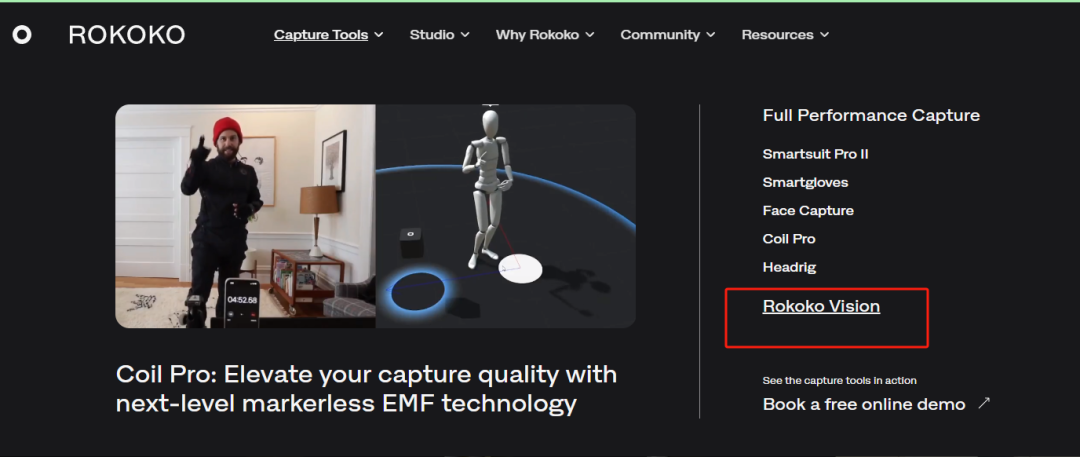 ROKOKO
Capture Tools
Studio
Why Rokoko
Community
Resources
04:52.68
Coil Pro: Elevate your capture quality with
next-level markerless EMF technology
Full Performance Capture
Smartsuit Pro II
Smartgloves
Face Capture
Coil Pro
Headrig
Rokoko Vision
See the capture tools in action
Book a free online demo